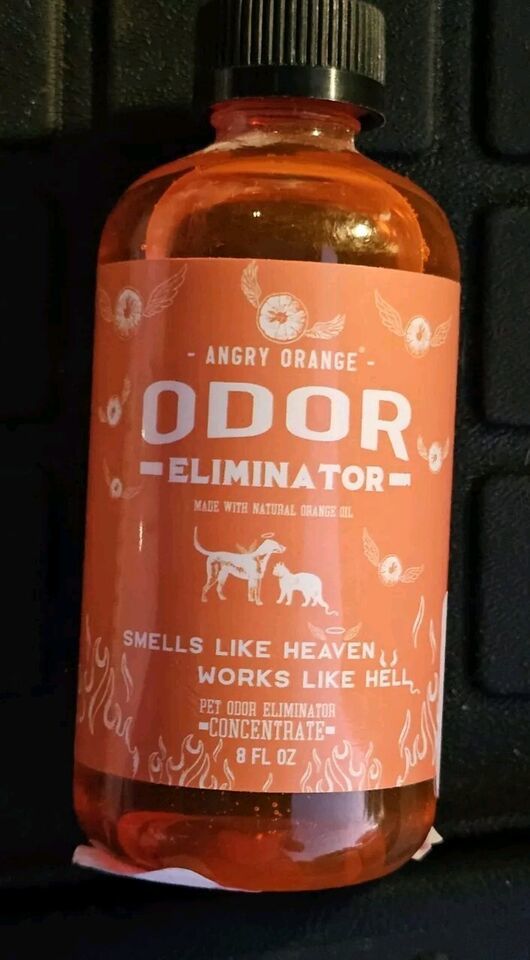 - ANGRY ORANGE® -
ODOR
- ELIMINATOR -
MADE WITH NATURAL ORANGE OIL
SMELLS LIKE HEAVEN
WORKS LIKE HELL
PET ODOR ELIMINATOR
-CONCENTRATE-
8 FL OZ